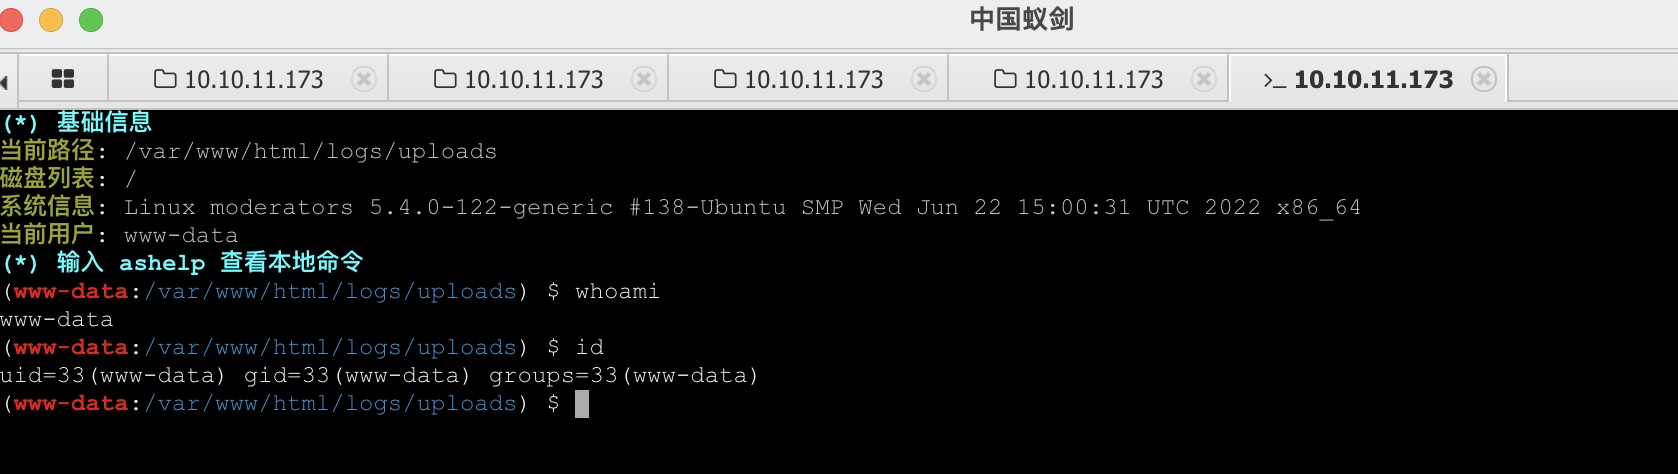 中国蚁剑
10.10.11.173 10.10.11.173 10.10.11.173 10.10.11.173 >_ 10.10.11.173
(*) 基础信息
当前路径: /var/www/html/logs/uploads
磁盘列表: /
系统信息: Linux moderators 5.4.0-122-generic #138-Ubuntu SMP Wed Jun 22 15:00:31 UTC 2022 x86_64
当前用户: www-data
(*) 输入 ashelp 查看本地命令
(www-data:/var/www/html/logs/uploads) $ whoami
www-data
(www-data:/var/www/html/logs/uploads) $ id
uid=33(www-data) gid=33(www-data) groups=33(www-data)
(www-data:/var/www/html/logs/uploads) $